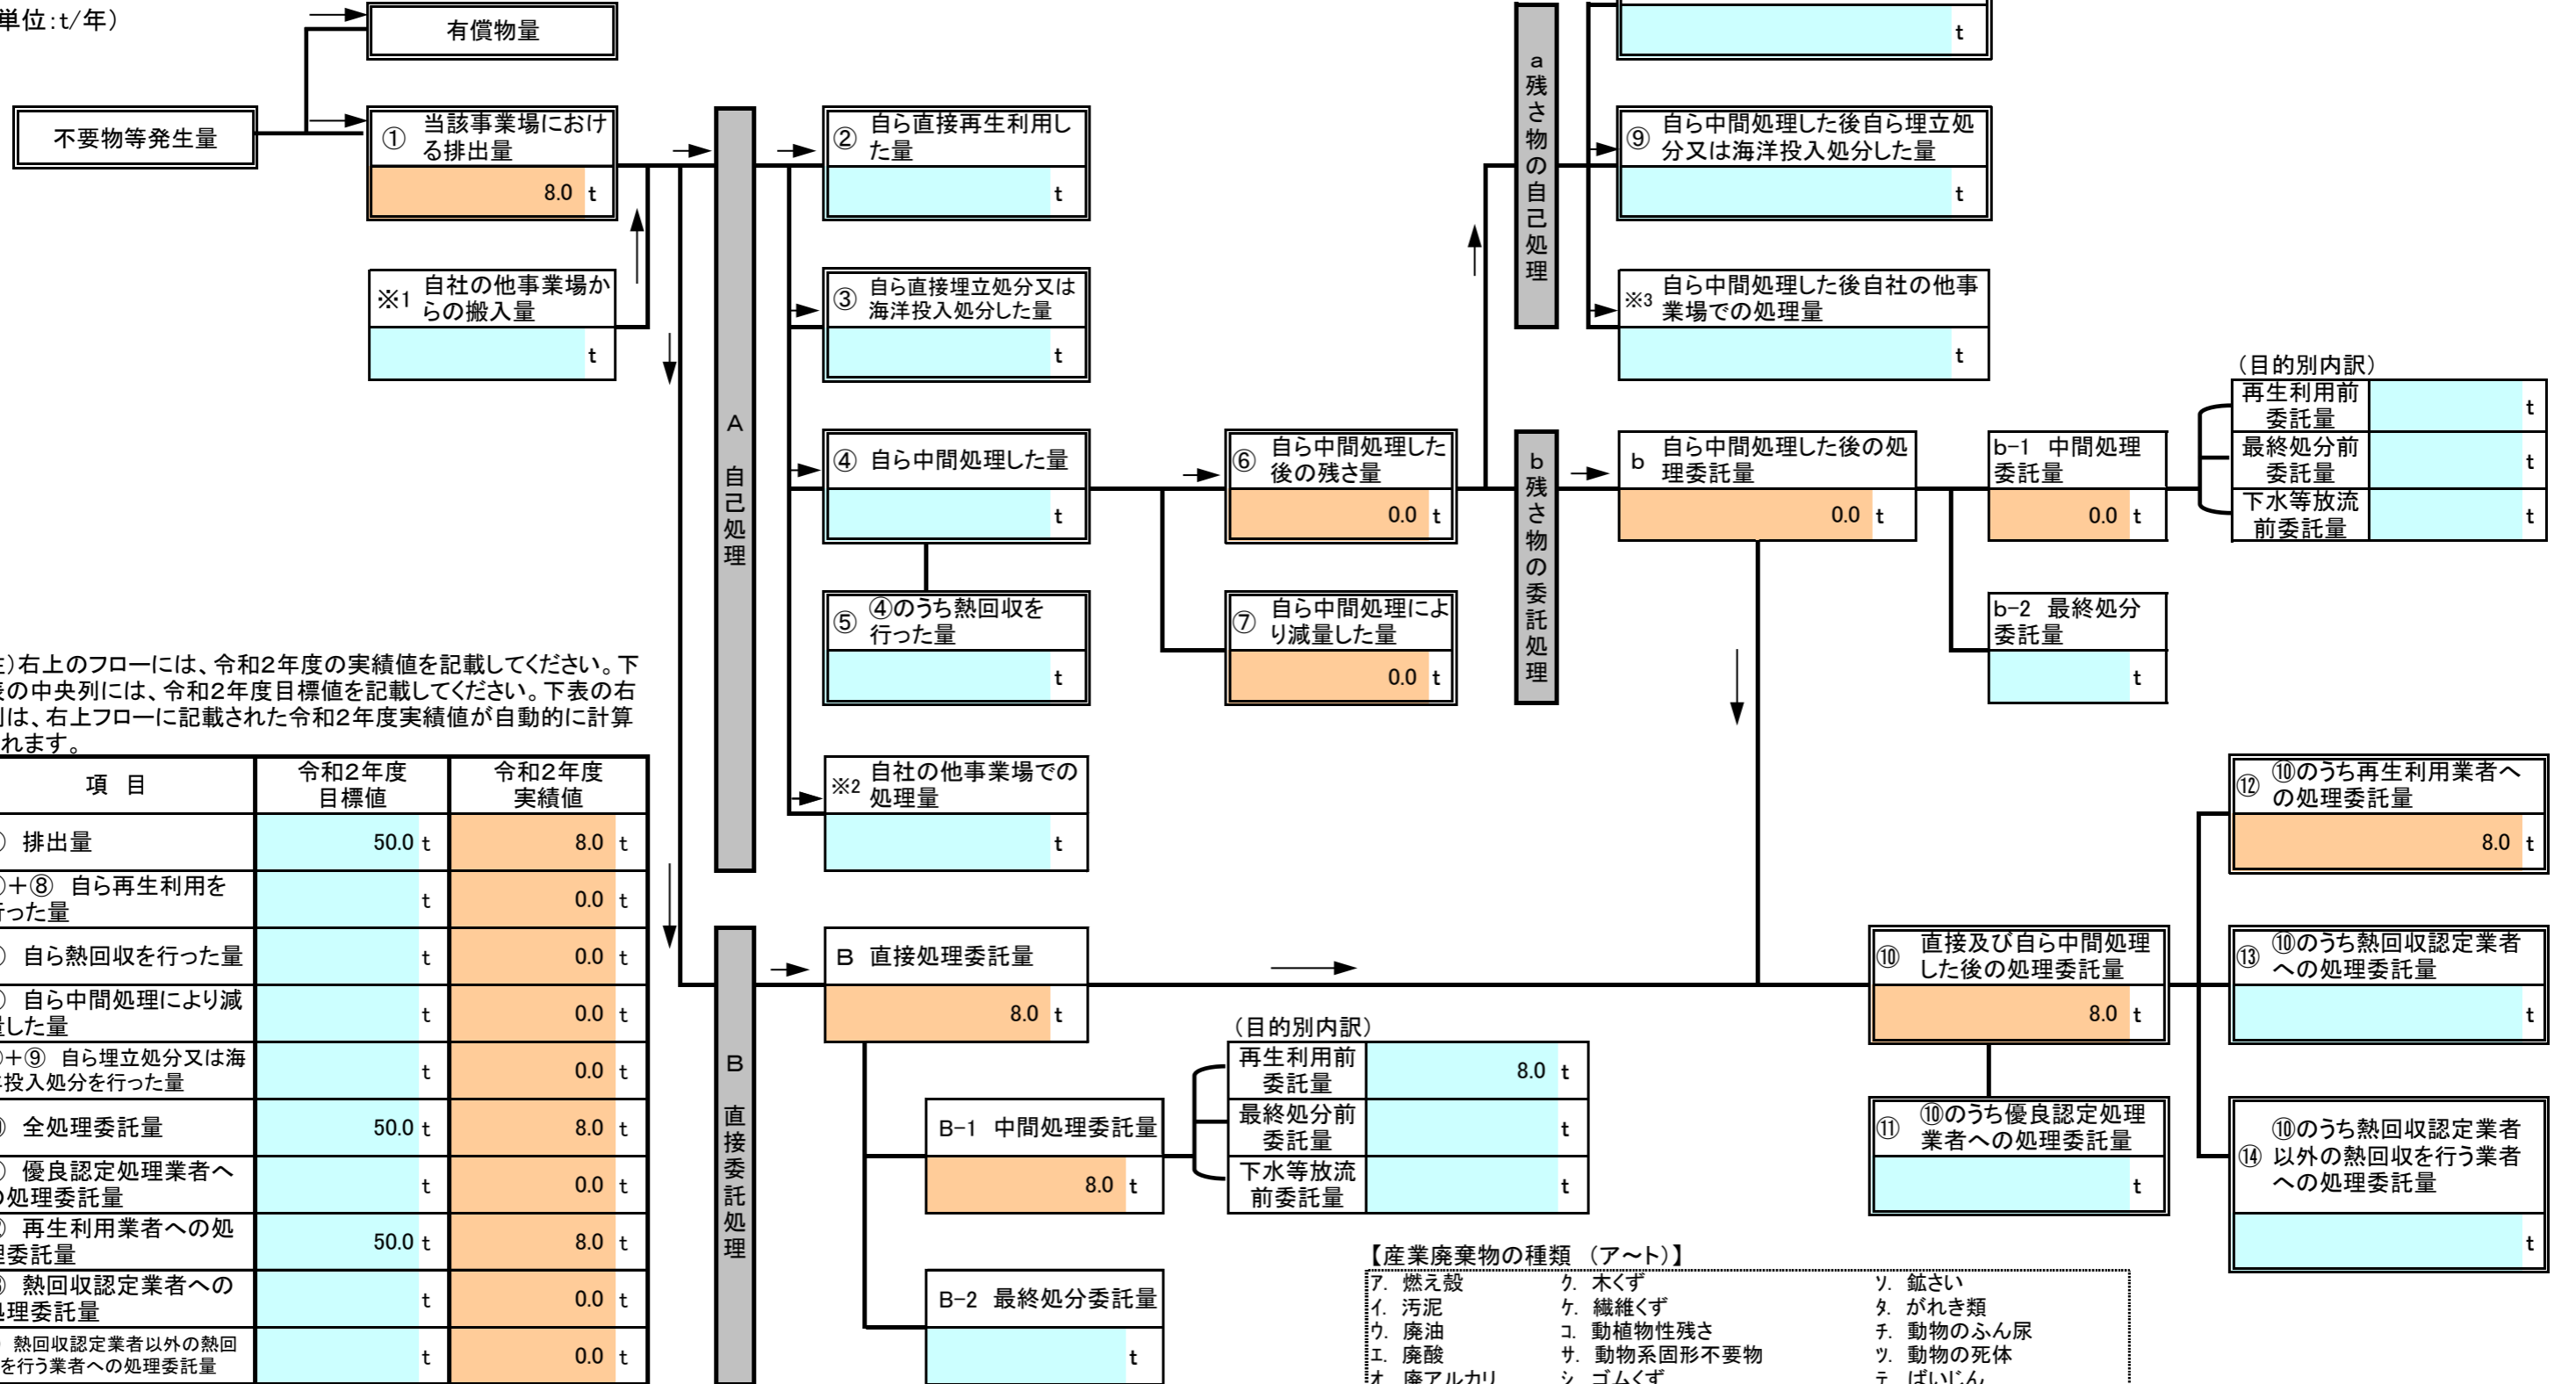 単位:t/年)
有償物量
不要物等発生量
① 当該事業場におけ
る排出量
8.0 t
※1 自社の他事業場か
らの搬入量
t
A 自己処理
② 自ら直接再生利用し
た量
t
③ 自ら直接埋立処分又は
海洋投入処分した量
t
④ 自ら中間処理した量
t
⑤ ④のうち熱回収を
行った量
t
※2 自社の他事業場での
処理量
t
⑥ 自ら中間処理した
後の残さ量
0.0 t
⑦ 自ら中間処理によ
り減量した量
0.0 t
a 残さ物の自己処理
t
⑨ 自ら中間処理した後自ら埋立処
分又は海洋投入処分した量
t
※3 自ら中間処理した後自社の他事
業場での処理量
t
b 残さ物の委託処理
b 自ら中間処理した後の処
理委託量
0.0 t
b-1 中間処理
委託量
0.0 t
b-2 最終処分
委託量
t
(目的別内訳)
再生利用前
委託量
t
最終処分前
委託量
t
下水等放流
前委託量
t
)右上のフローには、令和2年度の実績値を記載してください。下
表の中央列には、令和2年度目標値を記載してください。下表の右
列は、右上フローに記載された令和2年度実績値が自動的に計算
れます。
項 目
令和2年度
目標値
令和2年度
実績値
排出量 50.0 t 8.0 t
+⑧ 自ら再生利用を
行った量
t 0.0 t
自ら熱回収を行った量 t 0.0 t
自ら中間処理により減
量した量
t 0.0 t
+⑨ 自ら埋立処分又は海
洋投入処分を行った量
t 0.0 t
全処理委託量 50.0 t 8.0 t
優良認定処理業者へ
の処理委託量
t 0.0 t
再生利用業者への処
理委託量
50.0 t 8.0 t
熱回収認定業者への
処理委託量
t 0.0 t
熱回収認定業者以外の熱回
を行う業者への処理委託量
t 0.0 t
B 直接委託処理
B 直接処理委託量
8.0 t
B-1 中間処理委託量
8.0 t
B-2 最終処分委託量
t
(目的別内訳)
再生利用前
委託量
8.0 t
最終処分前
委託量
t
下水等放流
前委託量
t
⑩ 直接及び自ら中間処理
した後の処理委託量
8.0 t
⑪ ⑩のうち優良認定処理
業者への処理委託量
t
⑫ ⑩のうち再生利用業者へ
の処理委託量
8.0 t
⑬ ⑩のうち熱回収認定業者
への処理委託量
t
⑭ ⑩のうち熱回収認定業者
以外の熱回収を行う業者
への処理委託量
t
【産業廃棄物の種類 (ア~ト)】
ア. 燃え殻 ク. 木くず ソ. 鉱さい
イ. 汚泥 ケ. 繊維くず タ. がれき類
ウ. 廃油 コ. 動植物性残さ チ. 動物のふん尿
エ. 廃酸 サ. 動物系固形不要物 ツ. 動物の死体
オ. 廃アルカリ シ. ゴムくず テ. ばいじん